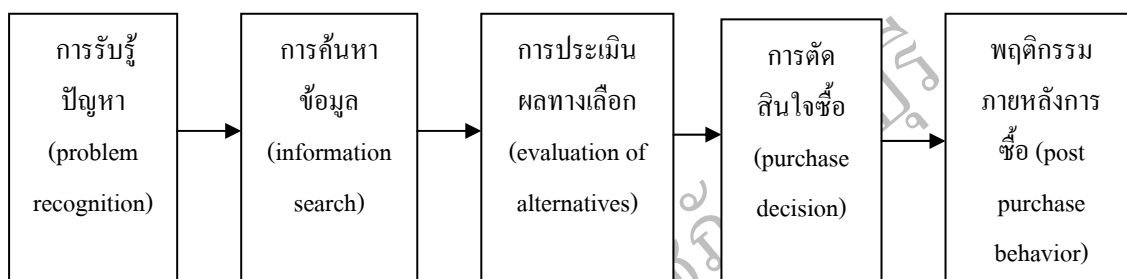 การรับรู้
ปัญหา
(problem
recognition)
การค้นหา
ข้อมูล
(information
search)
การประเมิน
ผลทางเลือก
(evaluation of
alternatives)
การตัด
สินใจซื้อ
(purchase
decision)
พฤติกรรม
ภายหลังการ
ซื้อ (post
purchase
behavior)